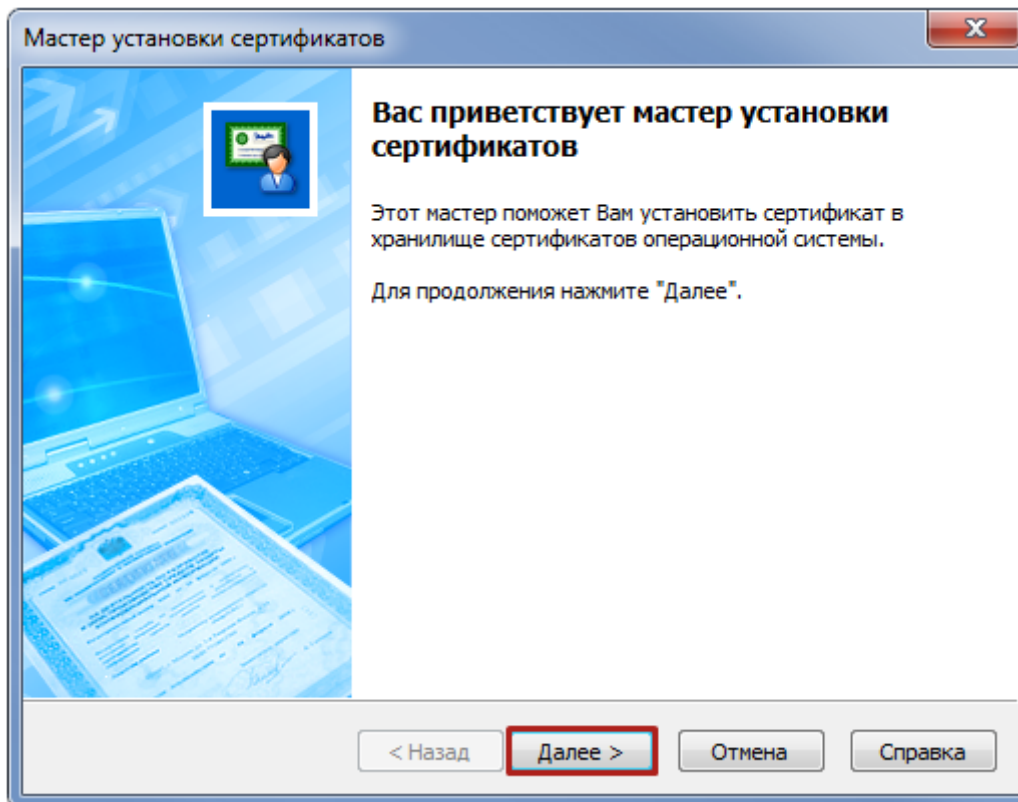 Мастер установки сертификатов
Вас приветствует мастер установки
сертификатов
Этот мастер поможет Вам установить сертификат в
хранилище сертификатов операционной системы.
Для продолжения нажмите "Далее".
< Назад
Далее >
Отмена
Справка